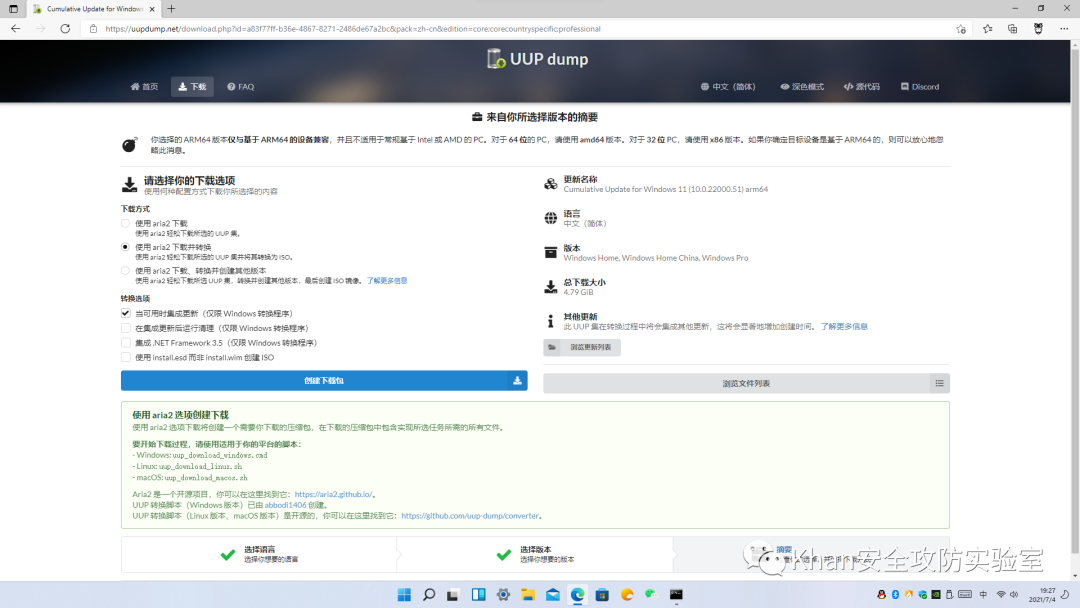 Cumulative Update for Window
https://uupdump.net/download.php?id=a83f77ff-b36e-4867-8271-2486de67a2bc&pack=zh-cn&edition=core;corecountryspecific;professional
UUP dump
首页
下载
FAQ
中文（简体）
深色模式
源代码
Discord
来自你所选择版本的摘要
你选择的 ARM64 版本仅与基于 ARM64 的设备兼容，并且不适用于常规基于 Intel 或 AMD 的 PC。对于 64 位的 PC，请使用 amd64 版本。对于 32 位 PC，请使用 x86 版本。如果你确定目标设备是基于 ARM64 的，则可以放心地忽
略此消息。
请选择你的下载选项
使用何种配置方式下载你所选择的内容
下载方式
使用 aria2 下载
使用 aria2 轻松下载所选的 UUP 集。
使用 aria2 下载并转换
使用 aria2 轻松下载所选的 UUP 集并将其转换为 ISO。
使用 aria2 下载、转换并创建其他版本
使用 aria2 轻松下载所选 UUP 集，转换并创建其他版本，最后创建 ISO 镜像。 了解更多信息
转换选项
当可用时集成更新（仅限 Windows 转换程序）
在集成更新后运行清理（仅限 Windows 转换程序）
集成 .NET Framework 3.5（仅限 Windows 转换程序）
使用 install.esd 而非 install.wim 创建 ISO
创建下载包
更新名称
Cumulative Update for Windows 11 (10.0.22000.51) arm64
语言
中文（简体）
版本
Windows Home, Windows Home China, Windows Pro
总下载大小
4.79 GiB
其他更新
此 UUP 集在转换过程中将会集成其他更新，这将会显著地增加创建时间。 了解更多信息
浏览更新列表
浏览文件列表
使用 aria2 选项创建下载
使用 aria2 选项下载将创建一个需要你下载的压缩包，在下载的压缩包中包含实现所选任务所需的所有文件。
要开始下载过程，请使用适用于你的平台的脚本：
- Windows: uup_download_windows.cmd
- Linux: uup_download_linux.sh
- macOS: uup_download_macos.sh
Aria2 是一个开源项目，你可以在这里找到它：https://aria2.github.io/。
UUP 转换脚本（Windows 版本）已由 abbodi1406 创建。
UUP 转换脚本（Linux 版本、macOS 版本）是开源的，你可以在这里找到它：https://github.com/uup-dump/converter。
选择语言
选择你想要的语言
选择版本
选择你想要的版本
摘要
Khan安全攻防实验室
中
19:27
2021/7/4